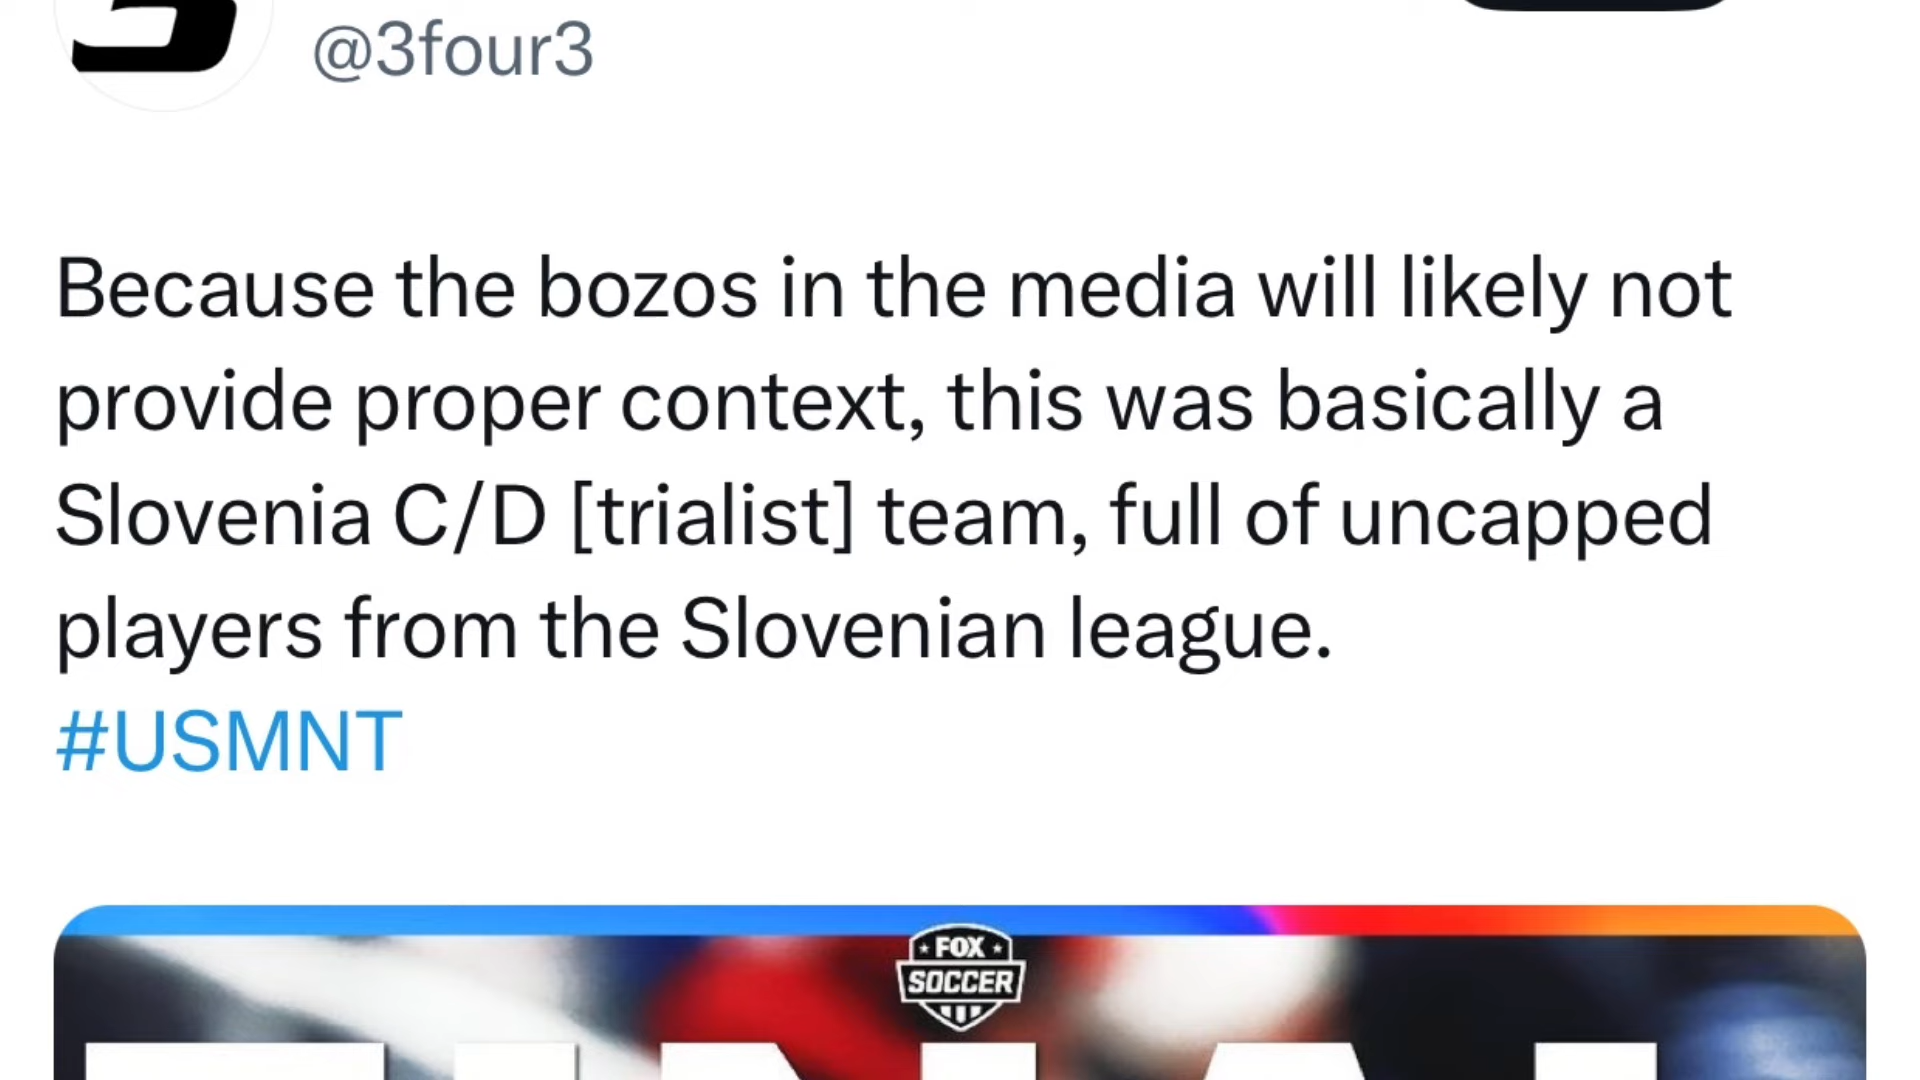 @3four3
Because the bozos in the media will likely not
provide proper context, this was basically a
Slovenia C/D [trialist] team, full of uncapped
players from the Slovenian league.
#USMNT
FOX
SOCCER